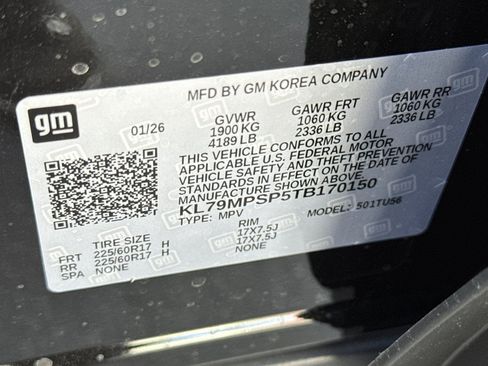 MFD BY GM KOREA COMPANY
gm
01/26
GVWR GAWR FRT GAWR RR
1900 KG 1060 KG 1060 KG
4189 LB 2336 LB 2336 LB
THIS VEHICLE CONFORMS TO ALL
APPLICABLE U.S. FEDERAL MOTOR
VEHICLE SAFETY AND THEFT PREVENTION
STANDARDS IN EFFECT ON THE DATE OF
KL79MPSP5TB170150
TYPE: MPV MODEL: 501TU56
TIRE SIZE RIM
FRT 225/60R17 H 17X7.5J
RR 225/60R17 H 17X7.5J
SPA NONE NONE